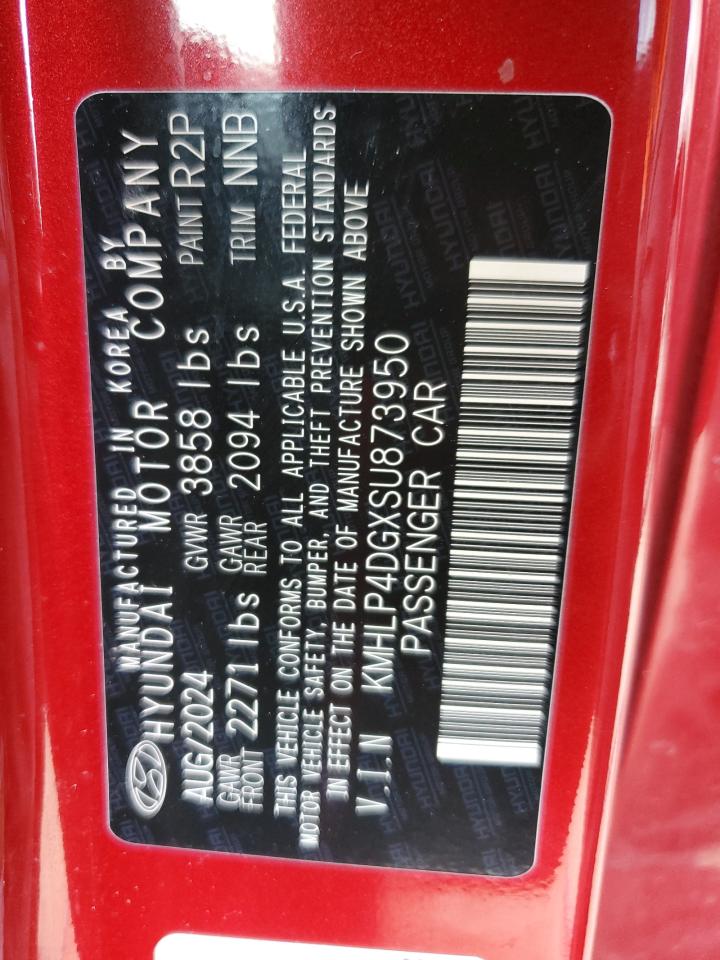 MANUFACTURED IN KOREA BY
HYUNDAI MOTOR COMPANY
AUG/2024 GVWR 3858 lbs PAINT R2P
GAWR FRONT 2271 lbs GAWR REAR 2094 lbs TRIM NNB
THIS VEHICLE CONFORMS TO ALL APPLICABLE U.S.A. FEDERAL
MOTOR VEHICLE SAFETY, BUMPER, AND THEFT PREVENTION STANDARDS
IN EFFECT ON THE DATE OF MANUFACTURE SHOWN ABOVE
V.I.N KMHLP4DGXSU873950
PASSENGER CAR